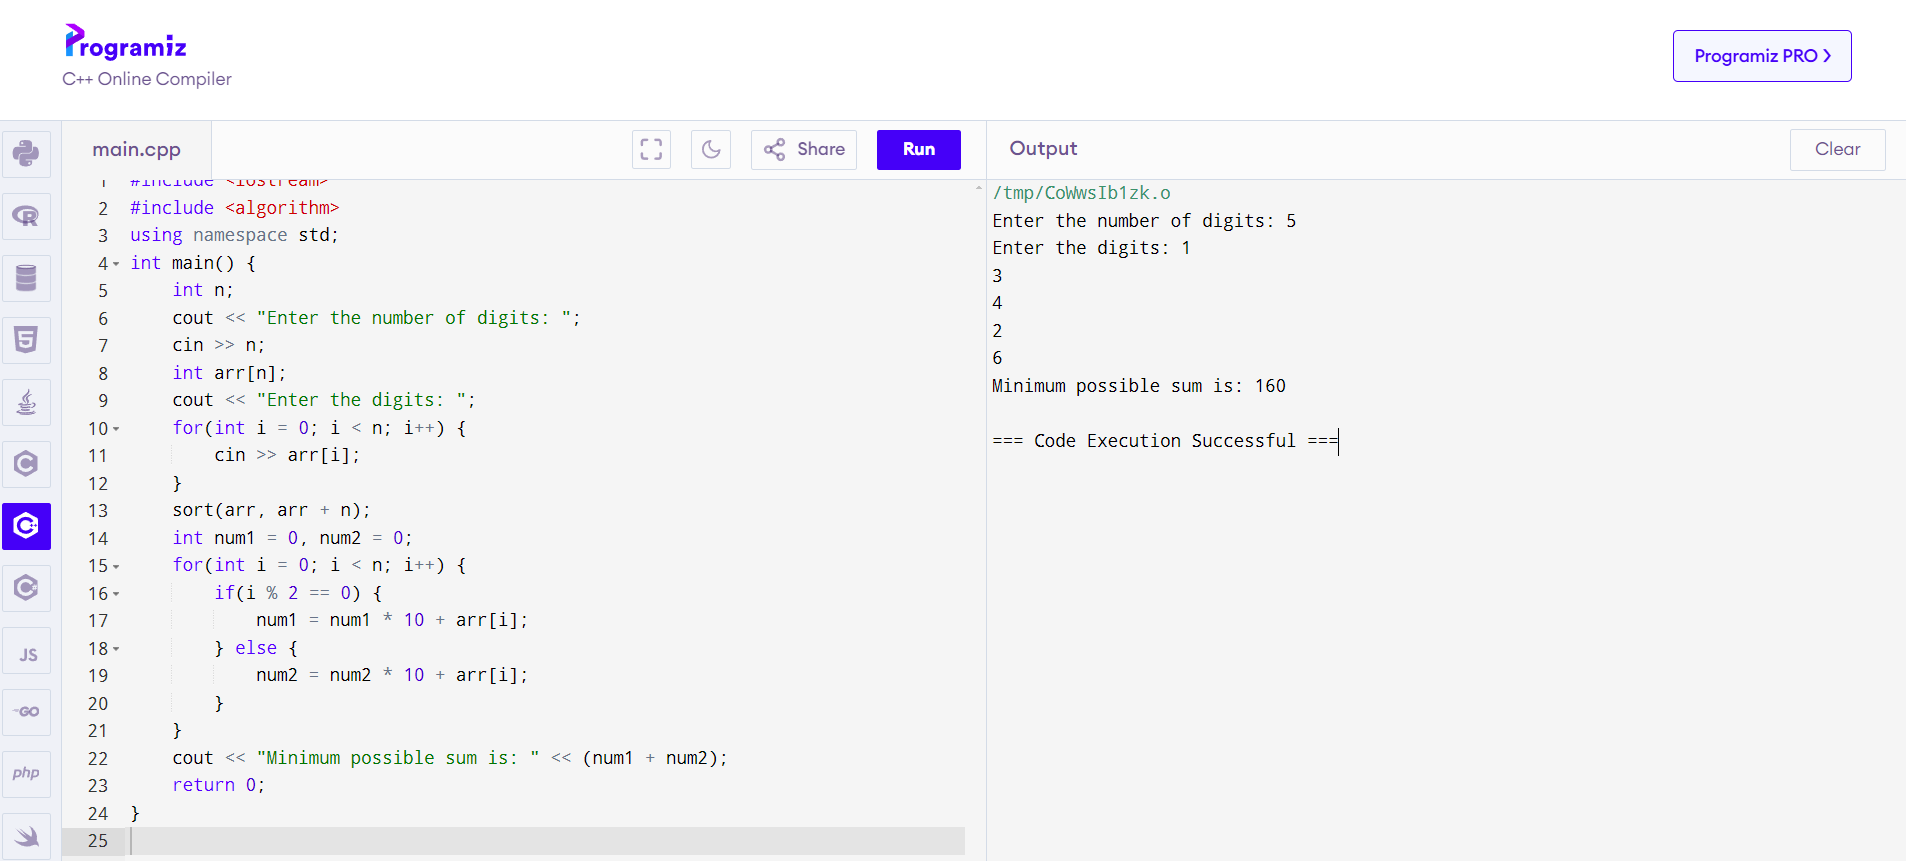 Programiz
C++ Online Compiler
Programiz PRO
main.cpp
Share
Run
Output
Clear
1 #include <iostream>
2 #include <algorithm>
3 using namespace std;
4 int main() {
5 int n;
6 cout << "Enter the number of digits: ";
7 cin >> n;
8 int arr[n];
9 cout << "Enter the digits: ";
10 for(int i = 0; i < n; i++) {
11 cin >> arr[i];
12 }
13 sort(arr, arr + n);
14 int num1 = 0, num2 = 0;
15 for(int i = 0; i < n; i++) {
16 if(i % 2 == 0) {
17 num1 = num1 * 10 + arr[i];
18 } else {
19 num2 = num2 * 10 + arr[i];
20 }
21 }
22 cout << "Minimum possible sum is: " << (num1 + num2);
23 return 0;
24 }
25
/tmp/CoWwsIb1zk.o
Enter the number of digits: 5
Enter the digits: 1
3
4
2
6
Minimum possible sum is: 160
=== Code Execution Successful ===
R
5
C
C+
C#
JS
GO
php